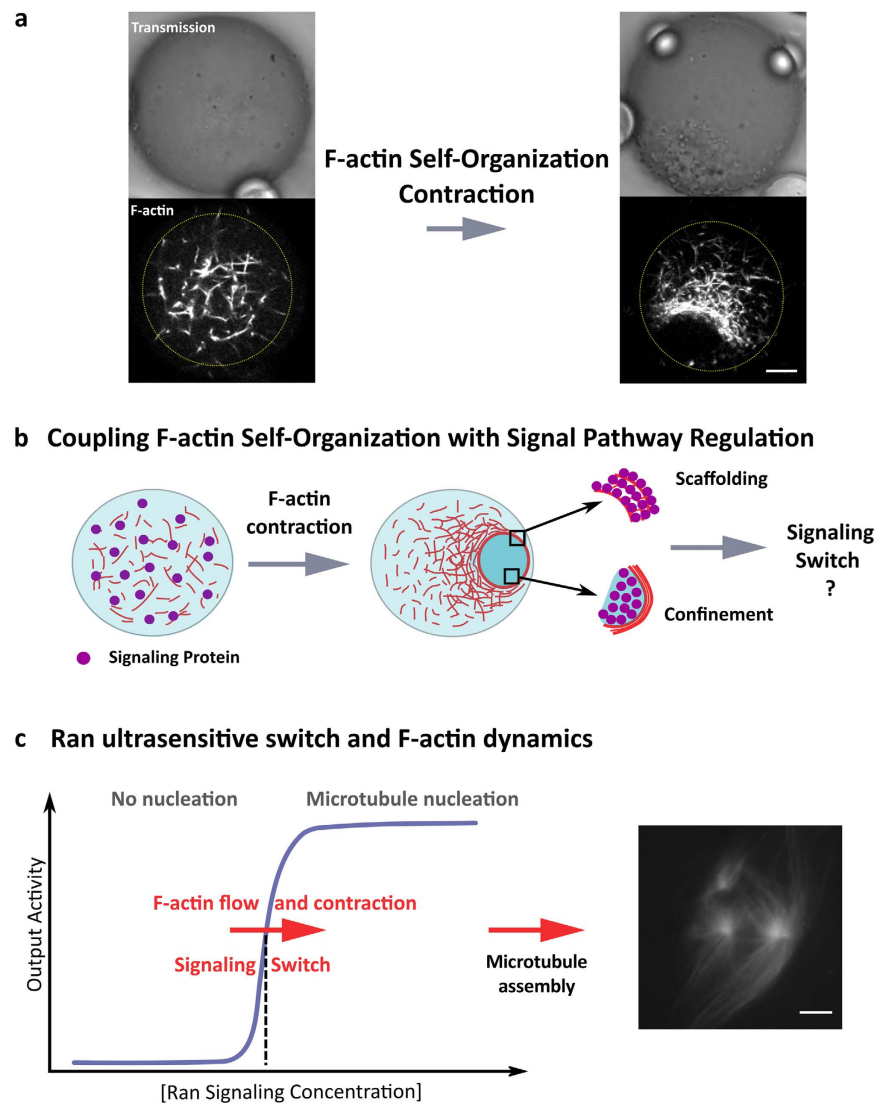 a
Transmission
F-actin Self-Organization
Contraction
F-actin
b Coupling F-actin Self-Organization with Signal Pathway Regulation
F-actin
contraction
Scaffolding
Signaling
Switch
?
Confinement
Signaling Protein
c Ran ultrasensitive switch and F-actin dynamics
No nucleation
Microtubule nucleation
Output Activity
F-actin flow and contraction
Signaling Switch
Microtubule
assembly
[Ran Signaling Concentration]